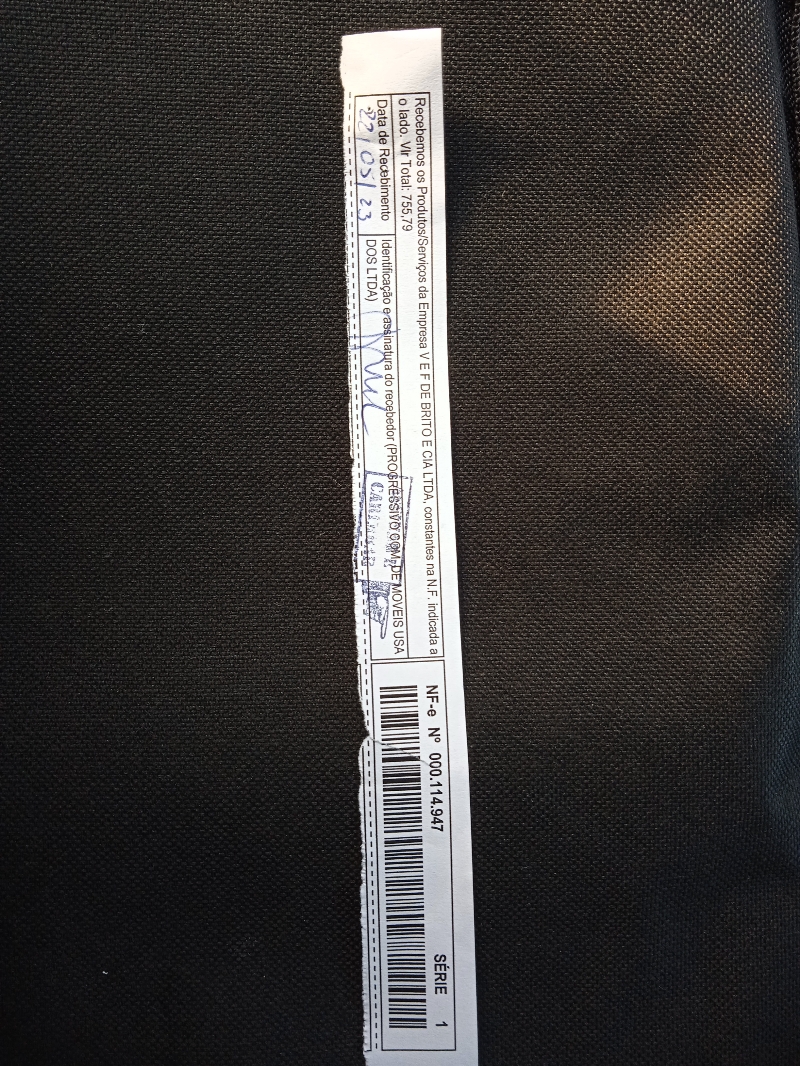 Recebemos os Produtos/Serviços da Empresa V E F DE BRITO E CIA LTDA, constantes na N.F. indicada a
o lado. Vlr Total: 755,79
Data de Recebimento
22/05/23
Identificação e assinatura do recebedor (PROGRESSIVO COM. DE MOVEIS USA
DOS LTDA)
NF-e Nº 000.114.947
SÉRIE 1